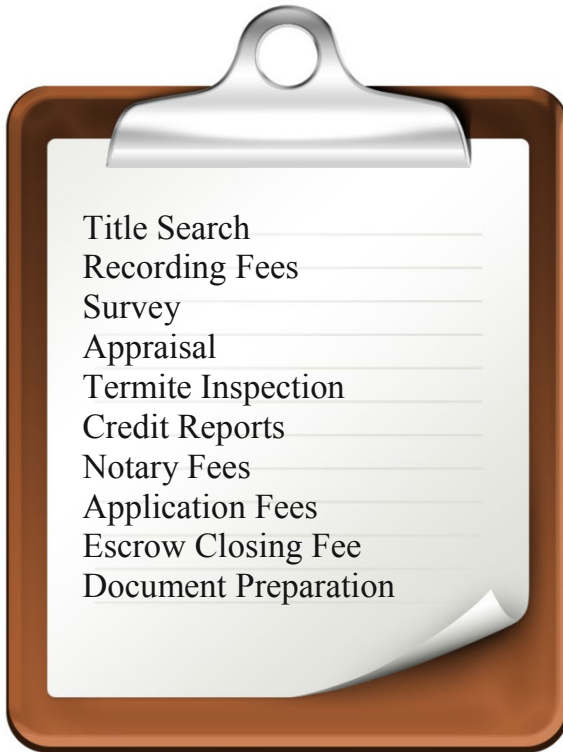 Title Search
Recording Fees
Survey
Appraisal
Termite Inspection
Credit Reports
Notary Fees
Application Fees
Escrow Closing Fee
Document Preparation